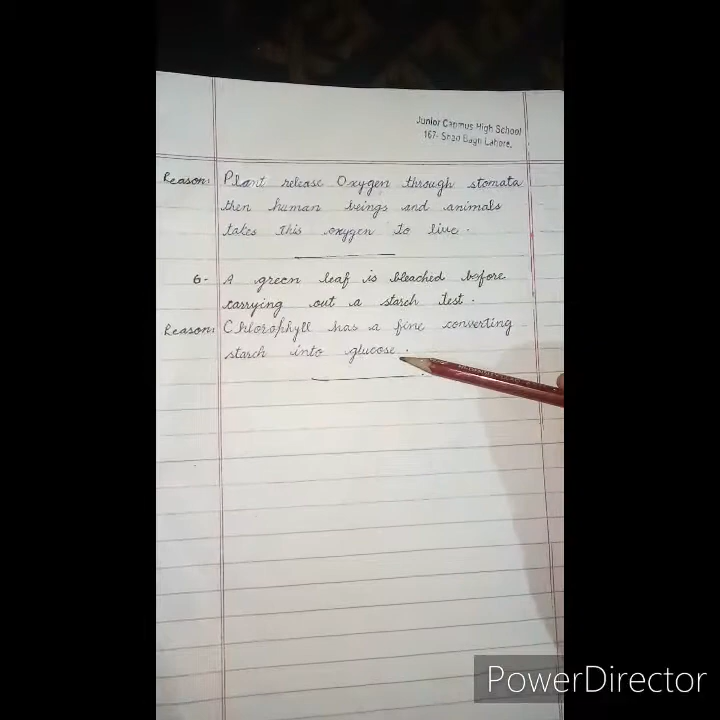 Junior Campus High School
167- Shad Bagh Lahore.
Reason: Plant release Oxygen through stomata
then human beings and animals
takes this oxygen to live.
6- A green leaf is bleached before
carrying out a starch test.
Reason: Chlorophyll has a fine converting
starch into glucose.
PowerDirector